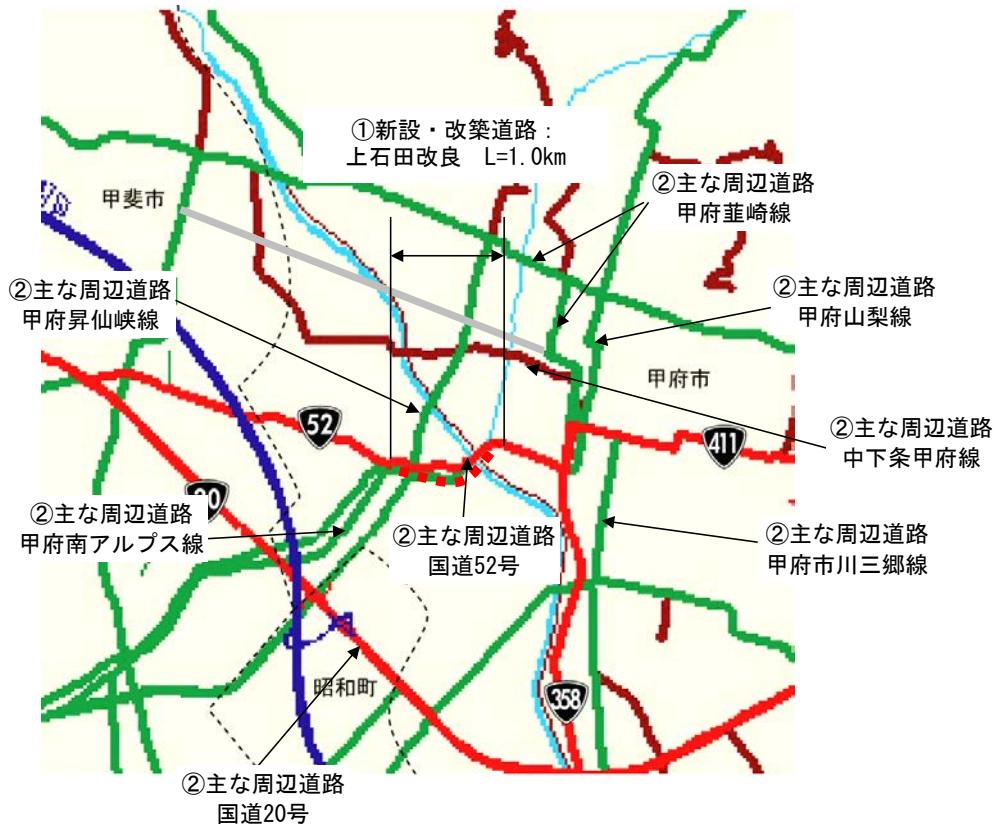 ①新設・改築道路：
上石田改良　L=1.0km
②主な周辺道路
甲府韮崎線
甲斐市
②主な周辺道路
甲府昇仙峡線
②主な周辺道路
甲府山梨線
甲府市
52
411
②主な周辺道路
中下条甲府線
20
②主な周辺道路
甲府南アルプス線
②主な周辺道路
国道52号
②主な周辺道路
甲府市川三郷線
昭和町
358
②主な周辺道路
国道20号